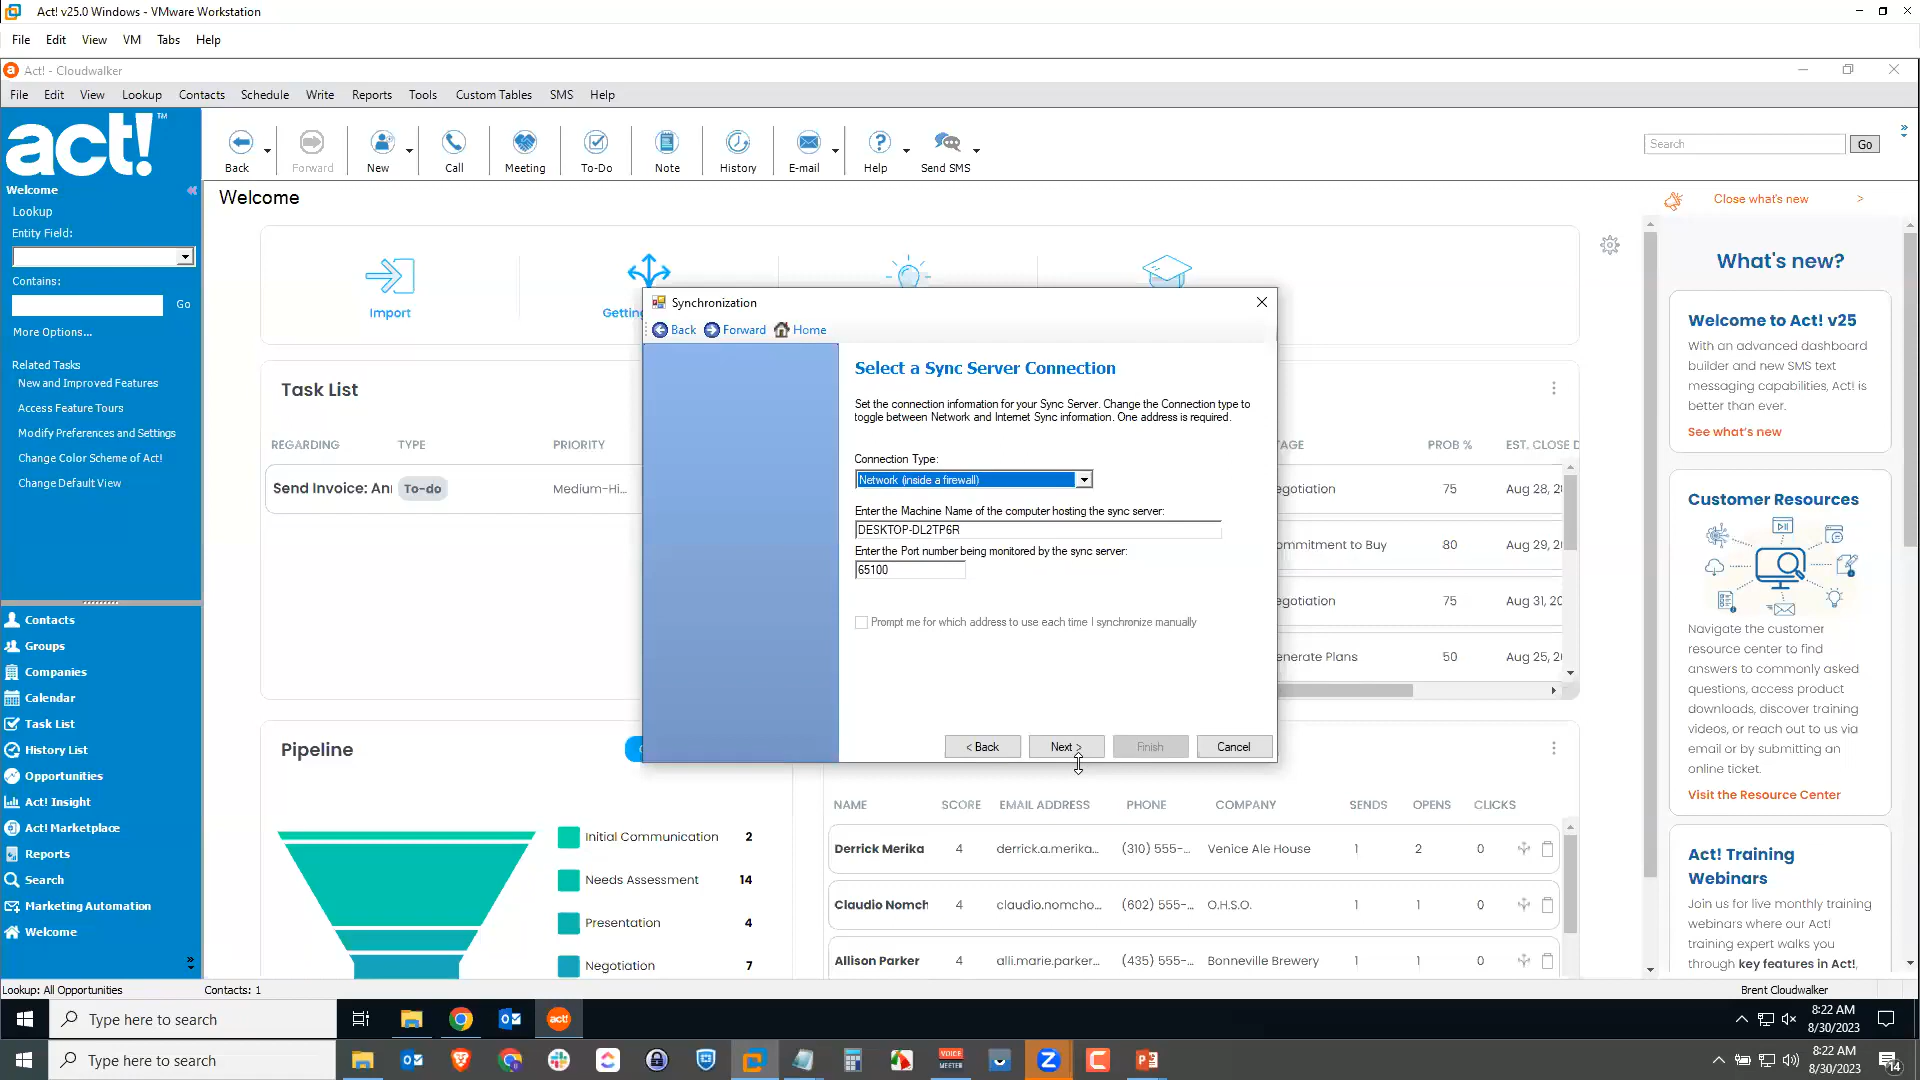 Act! v25.0 Windows - VMware Workstation
File Edit View VM Tabs Help
Act! - Cloudwalker
File Edit View Lookup Contacts Schedule Write Reports Tools Custom Tables SMS Help
act!™
Back Forward New Call Meeting To-Do Note History E-mail Help Send SMS
Search Go
Welcome
Lookup
Entity Field:
Contains:
Go
More Options...
Related Tasks
New and Improved Features
Access Feature Tours
Modify Preferences and Settings
Change Color Scheme of Act!
Change Default View
Contacts
Groups
Companies
Calendar
Task List
History List
Opportunities
Act! Insight
Act! Marketplace
Reports
Search
Marketing Automation
Welcome
Welcome
Import
Task List
REGARDING TYPE PRIORITY
Send Invoice: To-do Medium-Hi...
Synchronization
Back Forward Home
Select a Sync Server Connection
Set the connection information for your Sync Server. Change the Connection type to
toggle between Network and Internet Sync information. One address is required.
Connection Type:
Network (inside a firewall)
Enter the Machine Name of the computer hosting the sync server:
DESKTOP-DL2TP6R
Enter the Port number being monitored by the sync server:
65100
Prompt me for which address to use each time I synchronize manually
< Back Next > Finish Cancel
PROB % EST. CLOSE D
75 Aug 28, 2
to Buy 80 Aug 29, 2
75 Aug 31, 20
Plans 50 Aug 25, 2
Pipeline
Initial Communication 2
Needs Assessment 14
Presentation 4
Negotiation 7
NAME SCORE EMAIL ADDRESS PHONE COMPANY SENDS OPENS CLICKS
Derrick Merika 4 derrick.a.merika... (310) 555-... Venice Ale House 1 2 0
Claudio Nomch 4 claudio.nomcho... (602) 555-... O.H.S.O. 1 1 0
Allison Parker 4 alli.marie.parker... (435) 555-... Bonneville Brewery 1 1 0
Close what's new >
What's new?
Welcome to Act! v25
With an advanced dashboard
builder and new SMS text
messaging capabilities, Act! is
better than ever.
See what's new
Customer Resources
Navigate the customer
resource center to find
answers to commonly asked
questions, access product
downloads, discover training
videos, or reach out to us via
email or by submitting an
online ticket.
Visit the Resource Center
Act! Training
Webinars
Join us for live monthly training
webinars where our Act!
training expert walks you
through key features in Act!,
Lookup: All Opportunities Contacts: 1 Brent Cloudwalker
Type here to search
act!
8:22 AM
8/30/2023
Type here to search
VOICE
MEETER
8:22 AM
8/30/2023
14